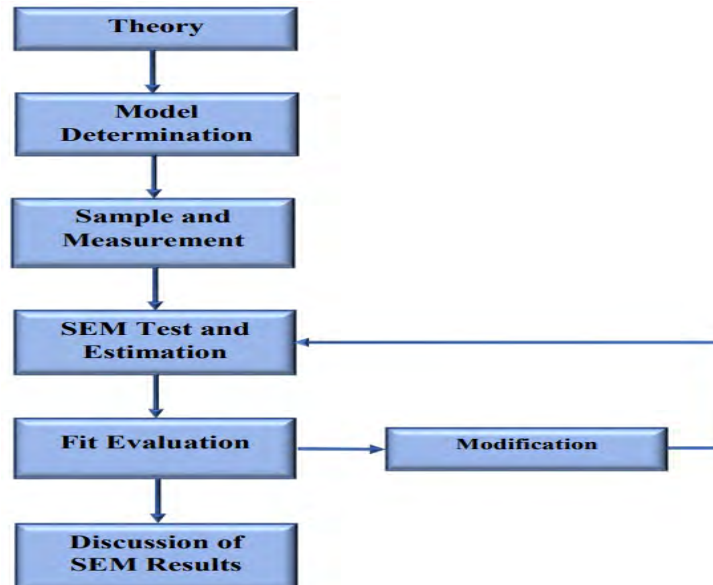 Theory
Model
Determination
Sample and
Measurement
SEM Test and
Estimation
Fit Evaluation
Modification
Discussion of
SEM Results